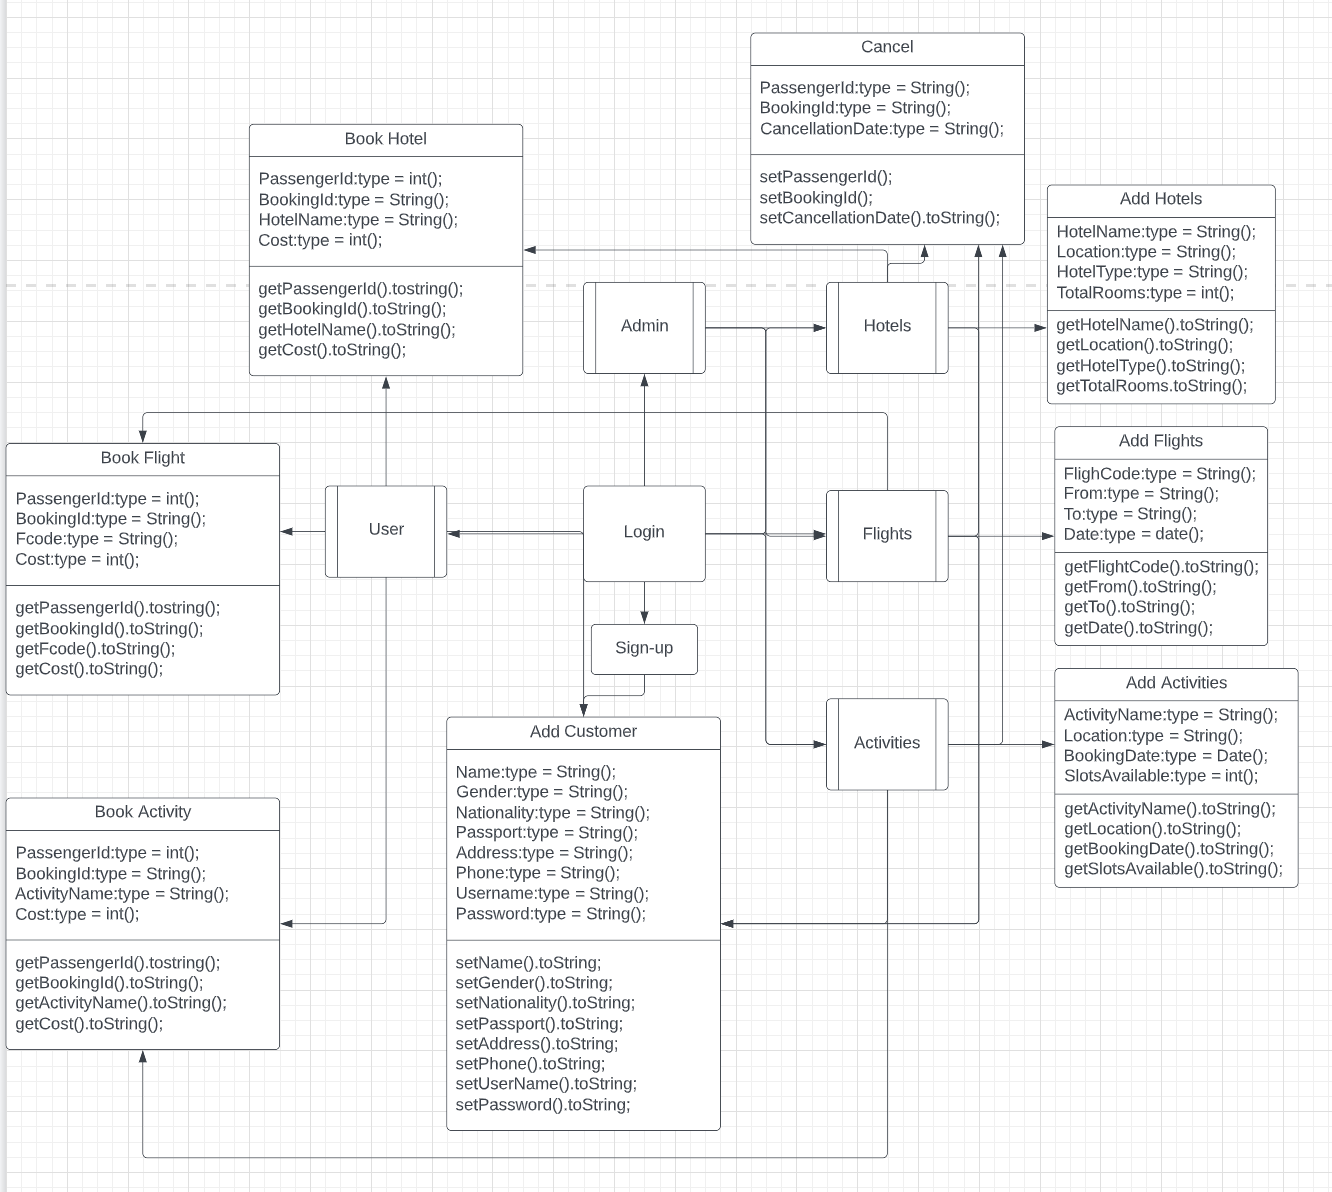 Cancel
PassengerId:type = String();
BookingId:type = String();
CancellationDate:type = String();
setPassengerId();
setBookingId();
setCancellationDate().toString();
Book Hotel
PassengerId:type = int();
BookingId:type = String();
HotelName:type = String();
Cost:type = int();
getPassengerId().tostring();
getBookingId().toString();
getHotelName().toString();
getCost().toString();
Add Hotels
HotelName:type = String();
Location:type = String();
HotelType:type = String();
TotalRooms:type = int();
getHotelName().toString();
getLocation().toString();
getHotelType().toString();
getTotalRooms.toString();
Admin
Hotels
Book Flight
PassengerId:type = int();
BookingId:type = String();
Fcode:type = String();
Cost:type = int();
getPassengerId().tostring();
getBookingId().toString();
getFcode().toString();
getCost().toString();
User
Login
Flights
Add Flights
FlighCode:type = String();
From:type = String();
To:type = String();
Date:type = date();
getFlightCode().toString();
getFrom().toString();
getTo().toString();
getDate().toString();
Sign-up
Add Customer
Name:type = String();
Gender:type = String();
Nationality:type = String();
Passport:type = String();
Address:type = String();
Phone:type = String();
Username:type = String();
Password:type = String();
setName().toString;
setGender().toString;
setNationality().toString;
setPassport().toString;
setAddress().toString;
setPhone().toString;
setUserName().toString;
setPassword().toString;
Activities
Add Activities
ActivityName:type = String();
Location:type = String();
BookingDate:type = Date();
SlotsAvailable:type = int();
getActivityName().toString();
getLocation().toString();
getBookingDate().toString();
getSlotsAvailable().toString();
Book Activity
PassengerId:type = int();
BookingId:type = String();
ActivityName:type = String();
Cost:type = int();
getPassengerId().tostring();
getBookingId().toString();
getActivityName().toString();
getCost().toString();